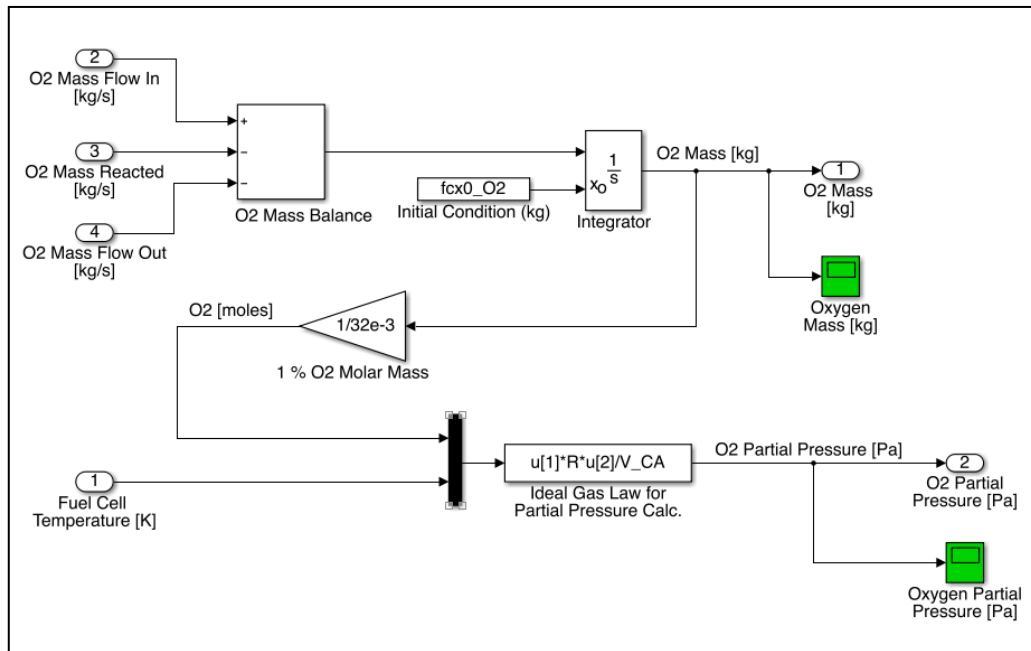 2
O2 Mass Flow In
[kg/s]
3
O2 Mass Reacted
[kg/s]
4
O2 Mass Flow Out
[kg/s]
+
−
−
O2 Mass Balance
fcx0_O2
Initial Condition (kg)
1
s
xo
Integrator
O2 Mass [kg]
1
O2 Mass
[kg]
Oxygen
Mass [kg]
O2 [moles]
1/32e-3
1 % O2 Molar Mass
1
Fuel Cell
Temperature [K]
u[1]*R*u[2]/V_CA
Ideal Gas Law for
Partial Pressure Calc.
O2 Partial Pressure [Pa]
2
O2 Partial
Pressure [Pa]
Oxygen Partial
Pressure [Pa]